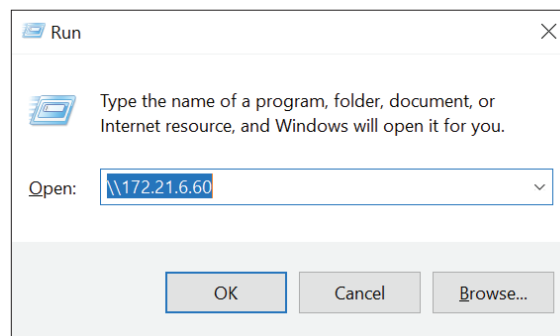 Run
Type the name of a program, folder, document, or
Internet resource, and Windows will open it for you.
Open: \\172.21.6.60
OK Cancel Browse...